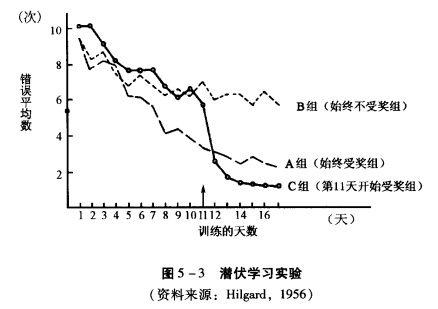 (次)
10
8
6
4
2
错误平均数
B组(始终不受奖组)
A组(始终受奖组)
C组(第11天开始受奖组)
1 2 3 4 5 6 7 8 9 10 11 12 14 16 (天)
训练的天数
图5-3 潜伏学习实验
(资料来源: Hilgard, 1956)